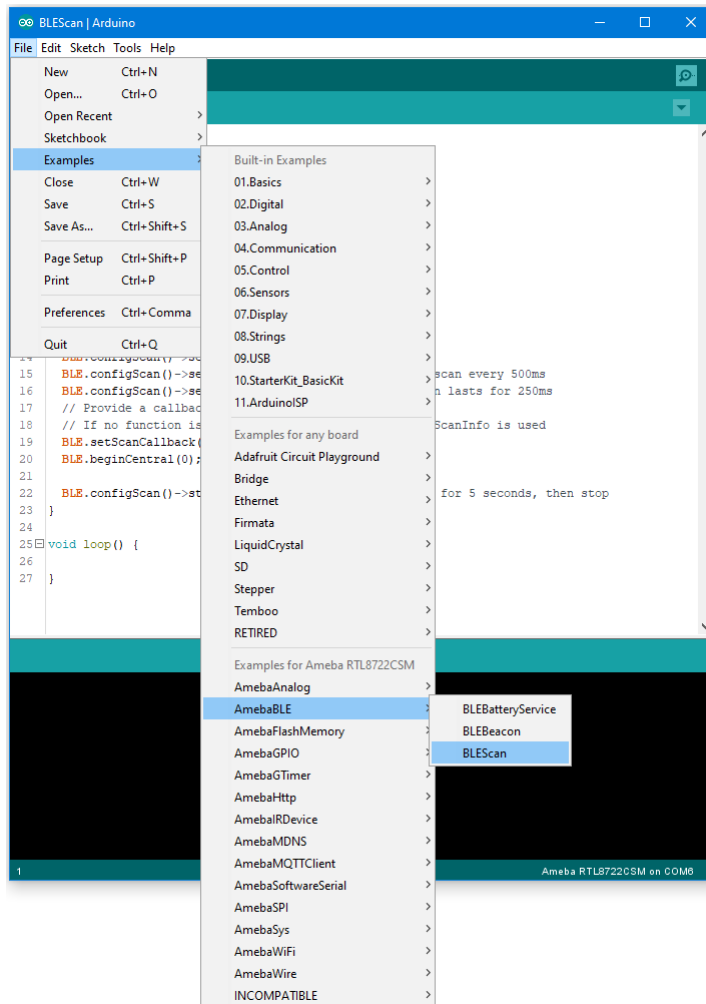 BLEScan | Arduino
File Edit Sketch Tools Help
New Ctrl+N
Open... Ctrl+O
Open Recent
Sketchbook
Examples
Close Ctrl+W
Save Ctrl+S
Save As... Ctrl+Shift+S
Page Setup Ctrl+Shift+P
Print Ctrl+P
Preferences Ctrl+Comma
Quit Ctrl+Q
Built-in Examples
01.Basics
02.Digital
03.Analog
04.Communication
05.Control
06.Sensors
07.Display
08.Strings
09.USB
10.StarterKit_BasicKit
11.ArduinoISP
Examples for any board
Adafruit Circuit Playground
Bridge
Ethernet
Firmata
LiquidCrystal
SD
Stepper
Temboo
RETIRED
Examples for Ameba RTL8722CSM
AmebaAnalog
AmebaBLE
AmebaFlashMemory
AmebaGPIO
AmebaGTimer
AmebaHttp
AmebaIRDevice
AmebaMDNS
AmebaMQTTClient
AmebaSoftwareSerial
AmebaSPI
AmebaSys
AmebaWiFi
AmebaWire
INCOMPATIBLE
BLEBatteryService
BLEBeacon
BLEScan
14 BLE.configScan()->se
15 BLE.configScan()->se scan every 500ms
16 BLE.configScan()->se n lasts for 250ms
17 // Provide a callbac
18 // If no function is ScanInfo is used
19 BLE.setScanCallback(
20 BLE.beginCentral(0);
21
22 BLE.configScan()->st for 5 seconds, then stop
23 }
24
25 void loop() {
26
27 }
1 Ameba RTL8722CSM on COM6